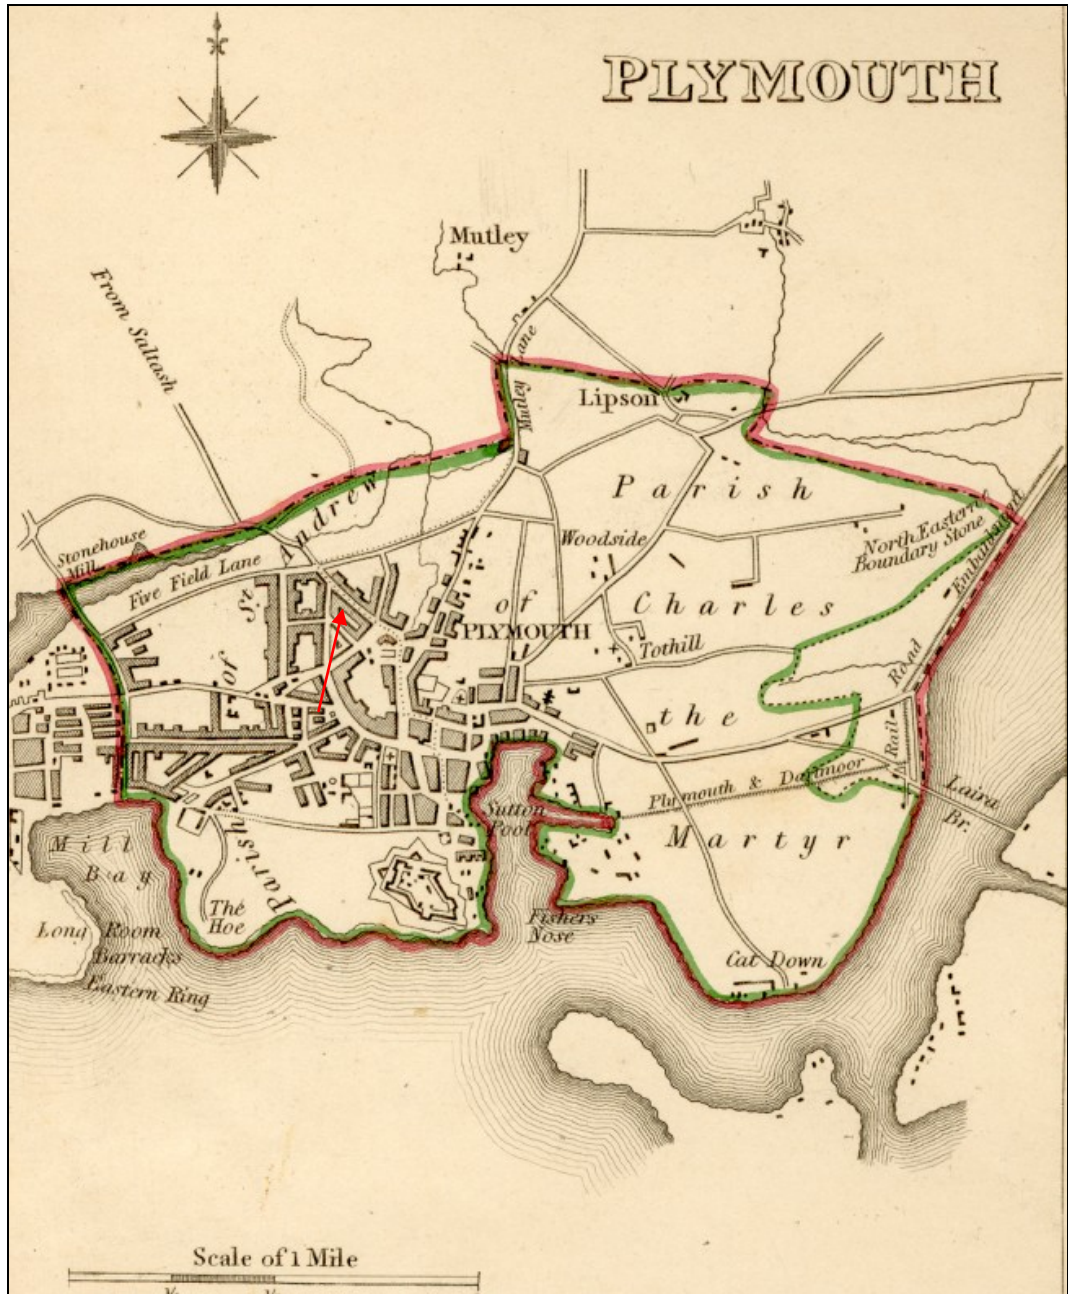 PLYMOUTH
Mutley
From Saltash
Mutley Lane
Lipson
Parish
St Andrew
Stonehouse
Mill
Five Field Lane
Woodside
North Eastern
Boundary Stone
Embankment
of
Charles
PLYMOUTH
Tothill
Road
of
the
Rail
Plymouth & Dartmoor
Laira
Br.
Sutton
Pool
Martyr
Mill
Bay
Parish
The
Hoe
Fishers
Nose
Long Room
Barracks
Cat Down
Eastern King
Scale of 1 Mile